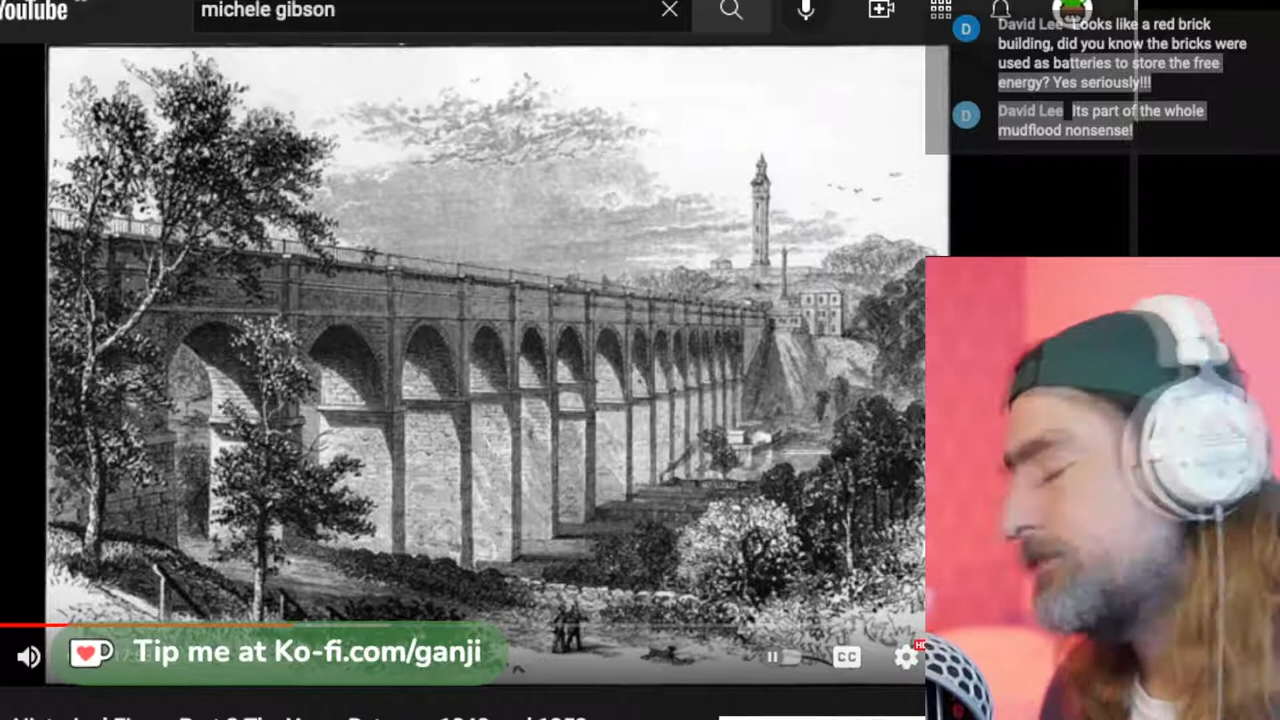 YouTube
michele gibson
David Lee Looks like a red brick
building, did you know the bricks were
used as batteries to store the free
energy? Yes seriously!!!
David Lee Its part of the whole
mudflood nonsense!
Tip me at Ko-fi.com/ganji
CC
HD